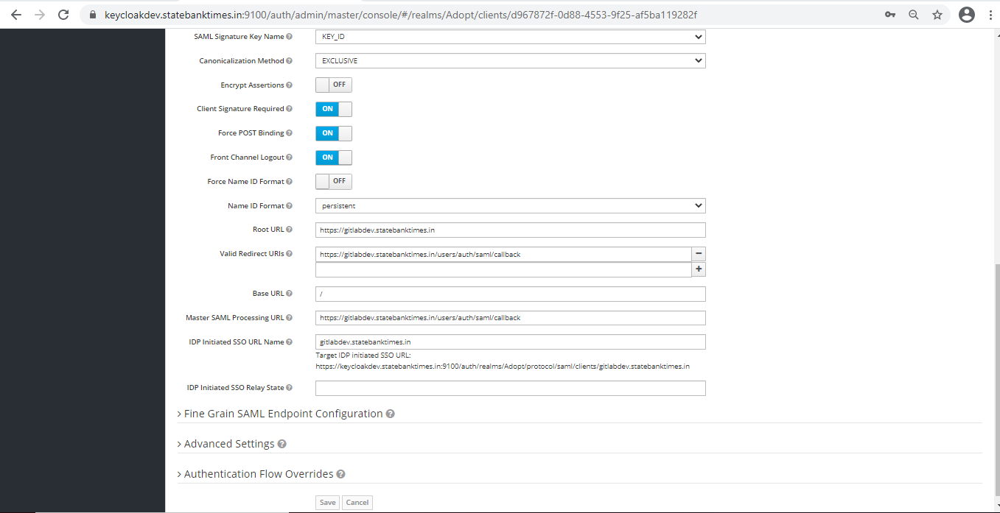 keycloakdev.statebanktimes.in:9100/auth/admin/master/console/#/realms/Adopt/clients/d967872f-0d88-4553-9f25-af5ba119282f
SAML Signature Key Name KEY_ID
Canonicalization Method EXCLUSIVE
Encrypt Assertions OFF
Client Signature Required ON
Force POST Binding ON
Front Channel Logout ON
Force Name ID Format OFF
Name ID Format persistent
Root URL https://gitlabdev.statebanktimes.in
Valid Redirect URIs https://gitlabdev.statebanktimes.in/users/auth/saml/callback
Base URL /
Master SAML Processing URL https://gitlabdev.statebanktimes.in/users/auth/saml/callback
IDP Initiated SSO URL Name gitlabdev.statebanktimes.in
Target IDP initiated SSO URL:
https://keycloakdev.statebanktimes.in:9100/auth/realms/Adopt/protocol/saml/clients/gitlabdev.statebanktimes.in
IDP Initiated SSO Relay State
Fine Grain SAML Endpoint Configuration
Advanced Settings
Authentication Flow Overrides
Save Cancel